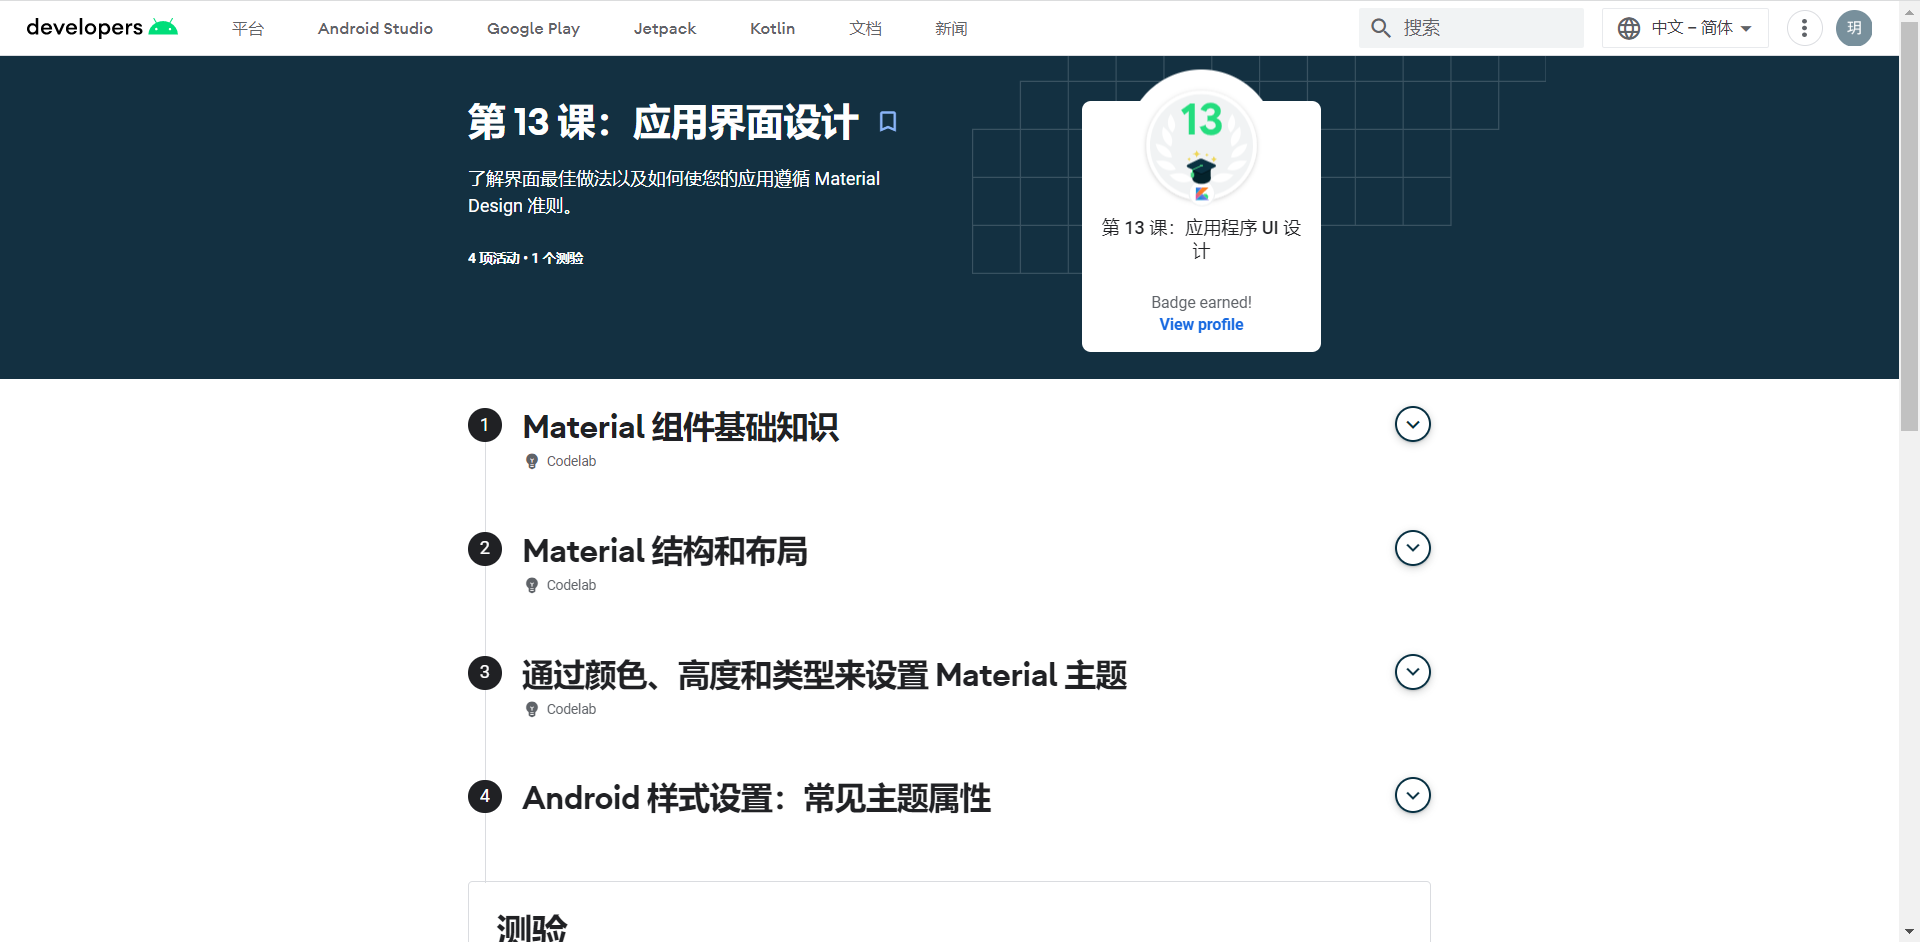 developers
平台
Android Studio
Google Play
Jetpack
Kotlin
文档
新闻
搜索
中文 – 简体
玥
第 13 课：应用界面设计
了解界面最佳做法以及如何使您的应用遵循 Material
Design 准则。
4 项活动 • 1 个测验
13
第 13 课：应用程序 UI 设
计
Badge earned!
View profile
1
Material 组件基础知识
Codelab
2
Material 结构和布局
Codelab
3
通过颜色、高度和类型来设置 Material 主题
Codelab
4
Android 样式设置：常见主题属性
测验